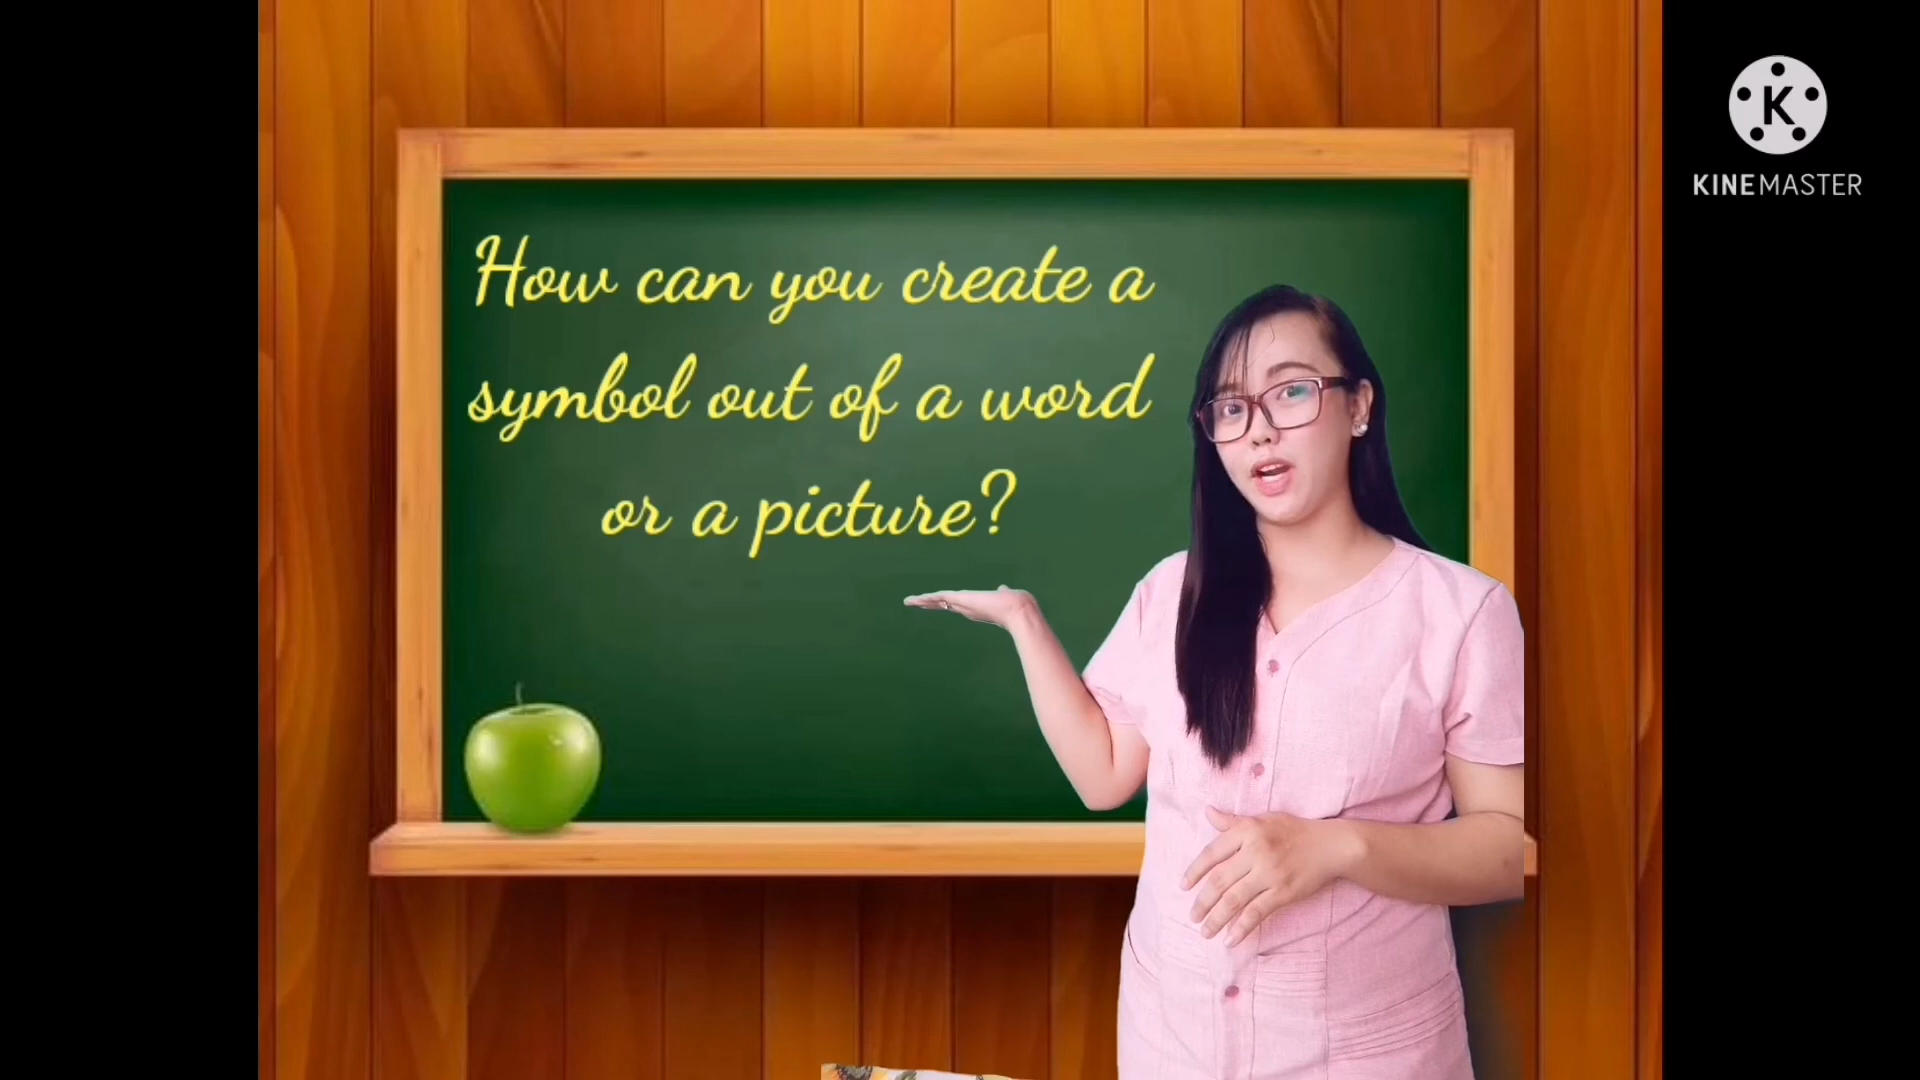 How can you create a
symbol out of a word
or a picture?
K
KINEMASTER